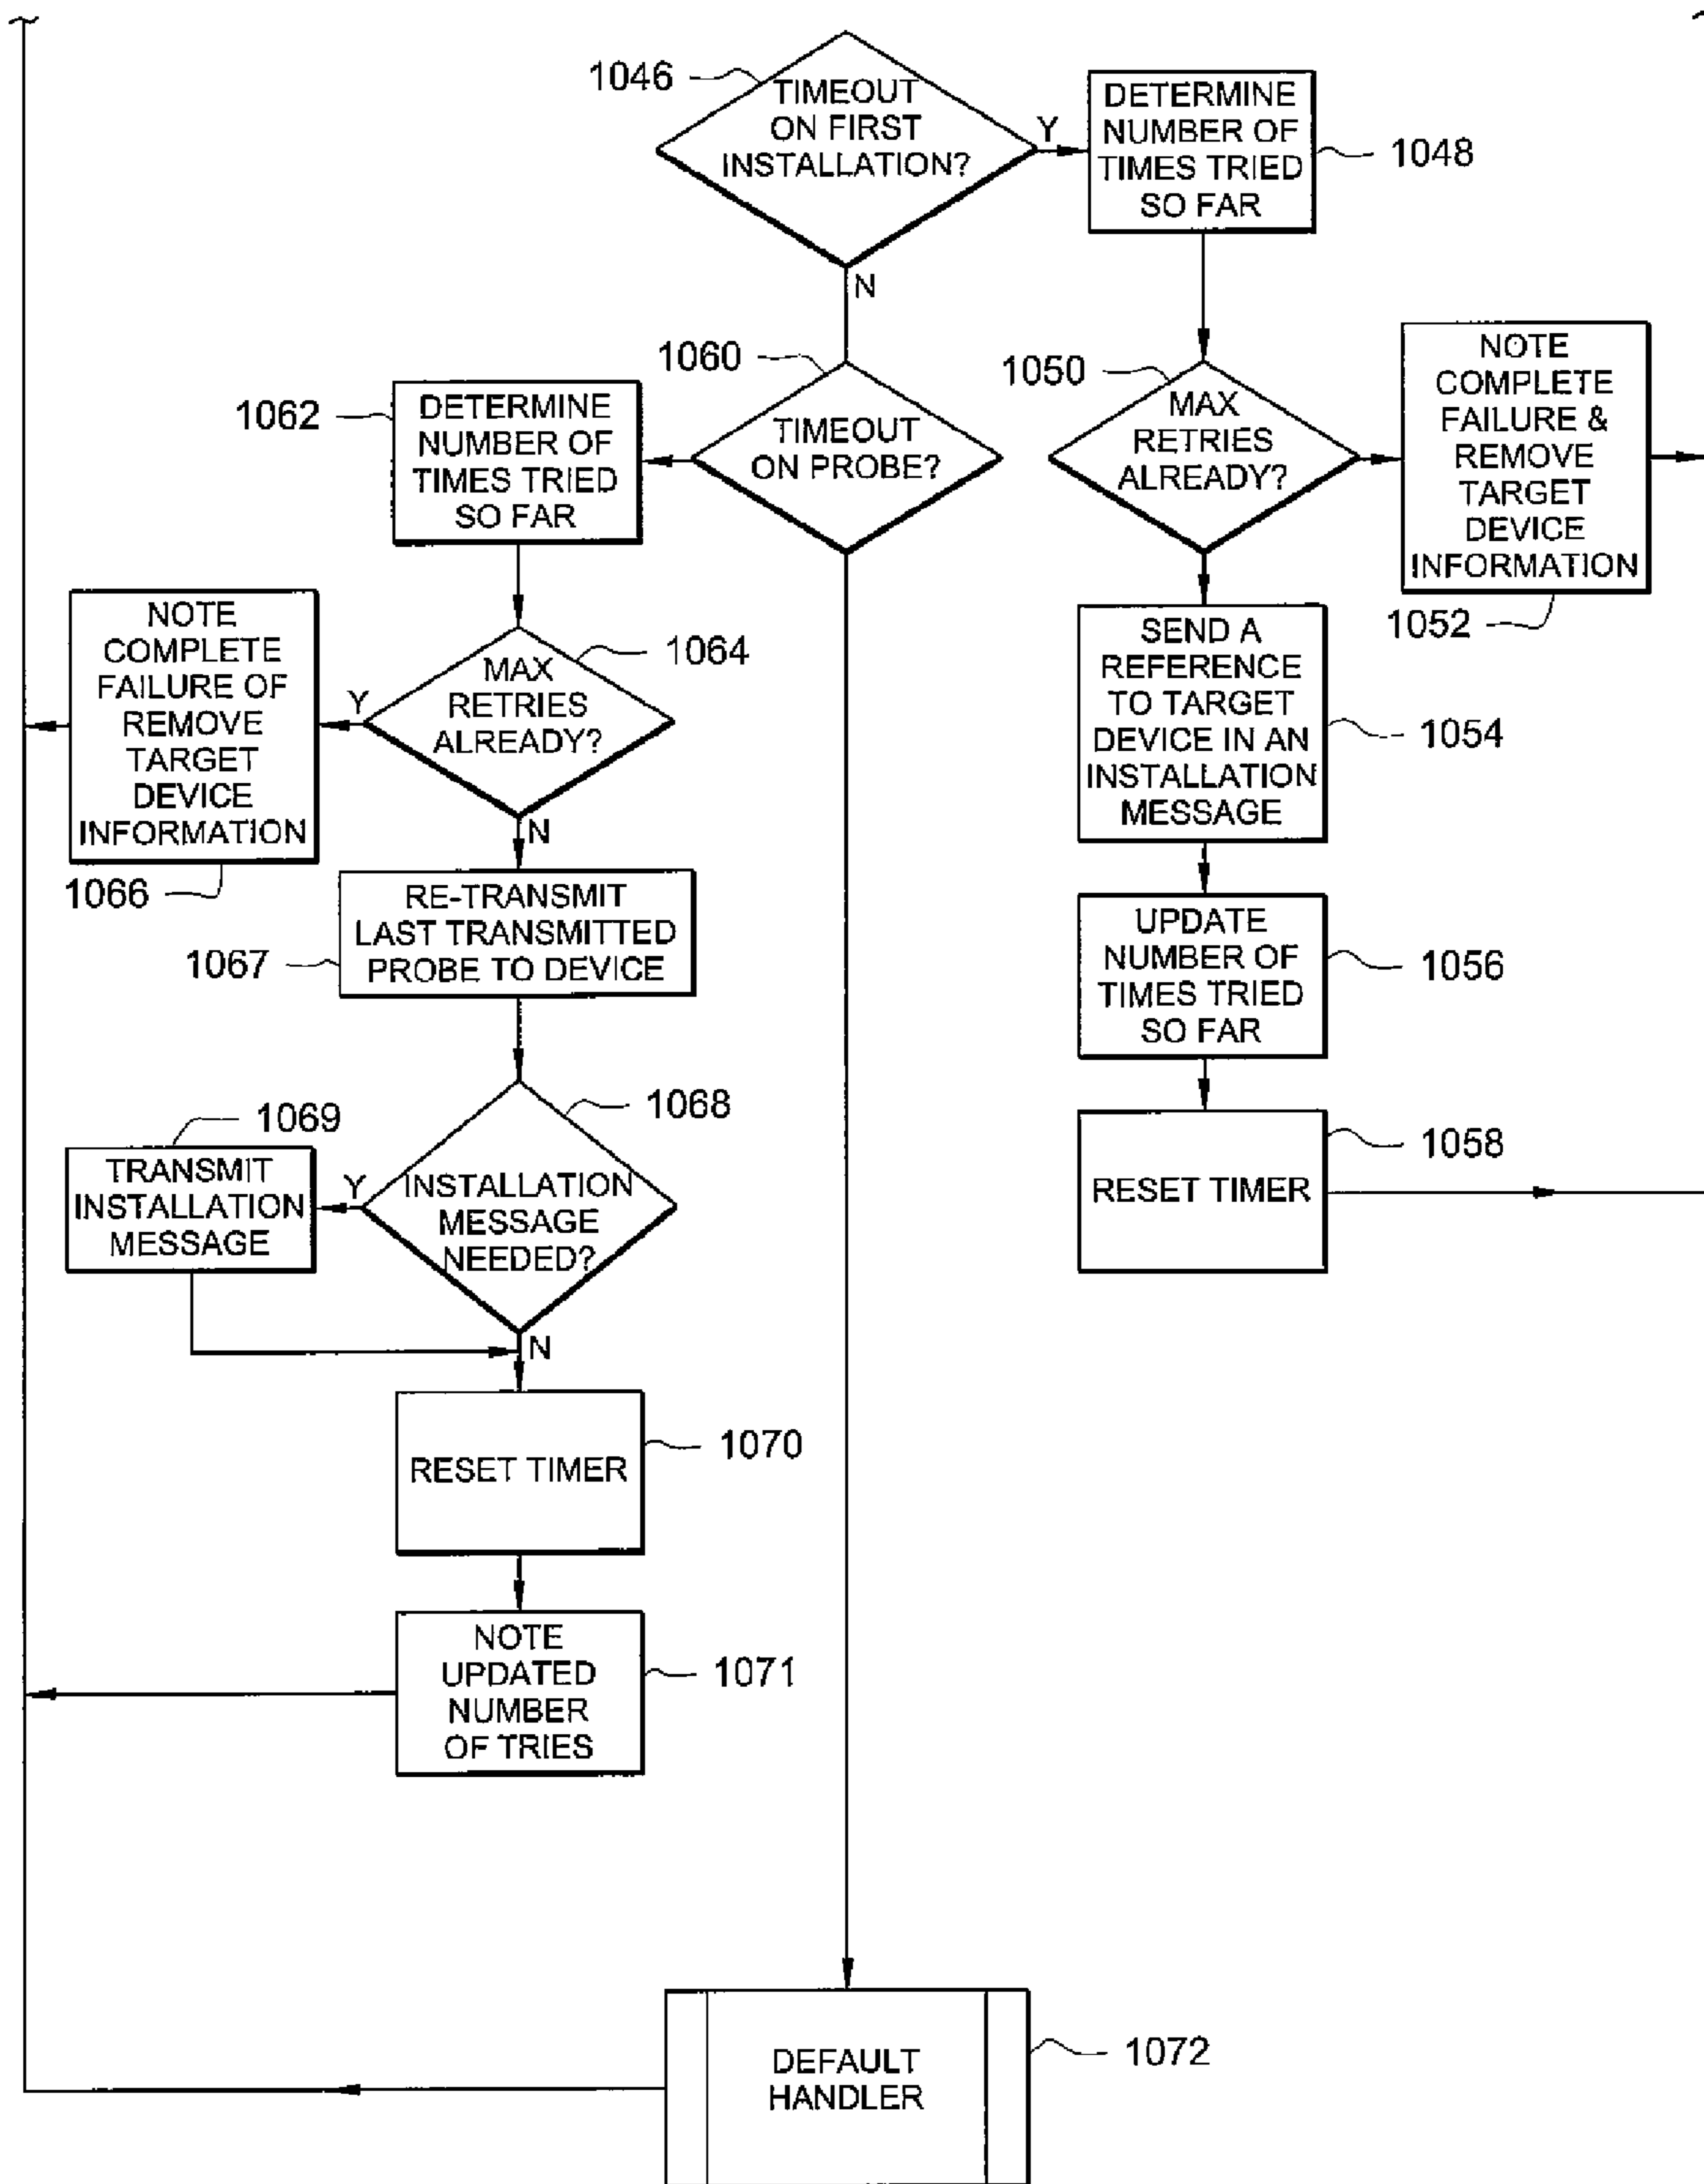 1046
TIMEOUT
ON FIRST
INSTALLATION?
Y
N
DETERMINE
NUMBER OF
TIMES TRIED
SO FAR
1048
1050
MAX
RETRIES
ALREADY?
NOTE
COMPLETE
FAILURE &
REMOVE
TARGET
DEVICE
INFORMATION
1052
SEND A
REFERENCE
TO TARGET
DEVICE IN AN
INSTALLATION
MESSAGE
1054
UPDATE
NUMBER OF
TIMES TRIED
SO FAR
1056
RESET TIMER
1058
1060
TIMEOUT
ON PROBE?
1062
DETERMINE
NUMBER OF
TIMES TRIED
SO FAR
1064
MAX
RETRIES
ALREADY?
Y
N
NOTE
COMPLETE
FAILURE OF
REMOVE
TARGET
DEVICE
INFORMATION
1066
RE-TRANSMIT
LAST TRANSMITTED
PROBE TO DEVICE
1067
1068
INSTALLATION
MESSAGE
NEEDED?
Y
N
1069
TRANSMIT
INSTALLATION
MESSAGE
RESET TIMER
1070
NOTE
UPDATED
NUMBER
OF TRIES
1071
DEFAULT
HANDLER
1072